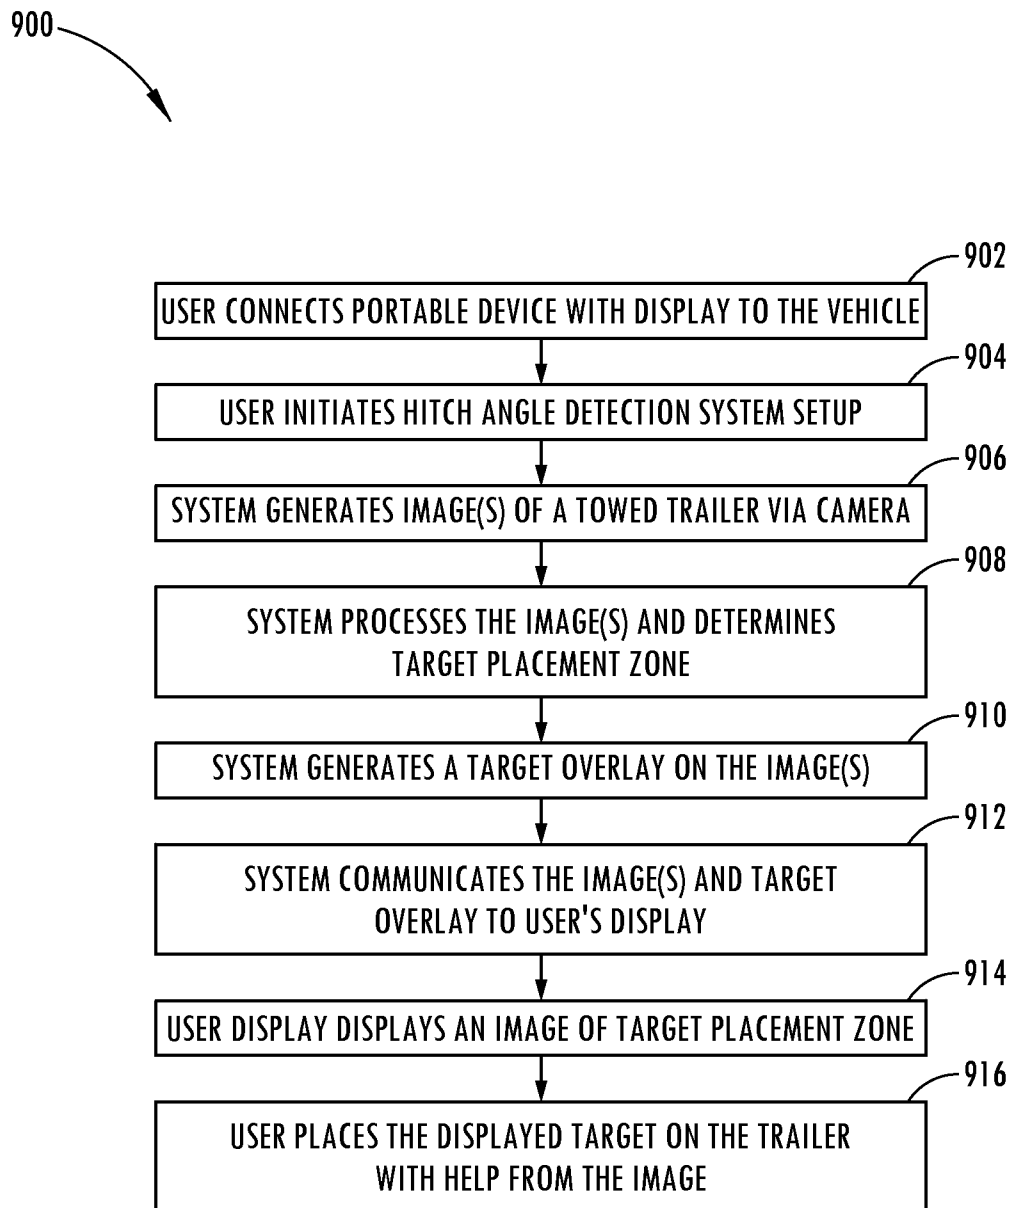 900
902
USER CONNECTS PORTABLE DEVICE WITH DISPLAY TO THE VEHICLE
904
USER INITIATES HITCH ANGLE DETECTION SYSTEM SETUP
906
SYSTEM GENERATES IMAGE(S) OF A TOWED TRAILER VIA CAMERA
908
SYSTEM PROCESSES THE IMAGE(S) AND DETERMINES
TARGET PLACEMENT ZONE
910
SYSTEM GENERATES A TARGET OVERLAY ON THE IMAGE(S)
912
SYSTEM COMMUNICATES THE IMAGE(S) AND TARGET
OVERLAY TO USER'S DISPLAY
914
USER DISPLAY DISPLAYS AN IMAGE OF TARGET PLACEMENT ZONE
916
USER PLACES THE DISPLAYED TARGET ON THE TRAILER
WITH HELP FROM THE IMAGE